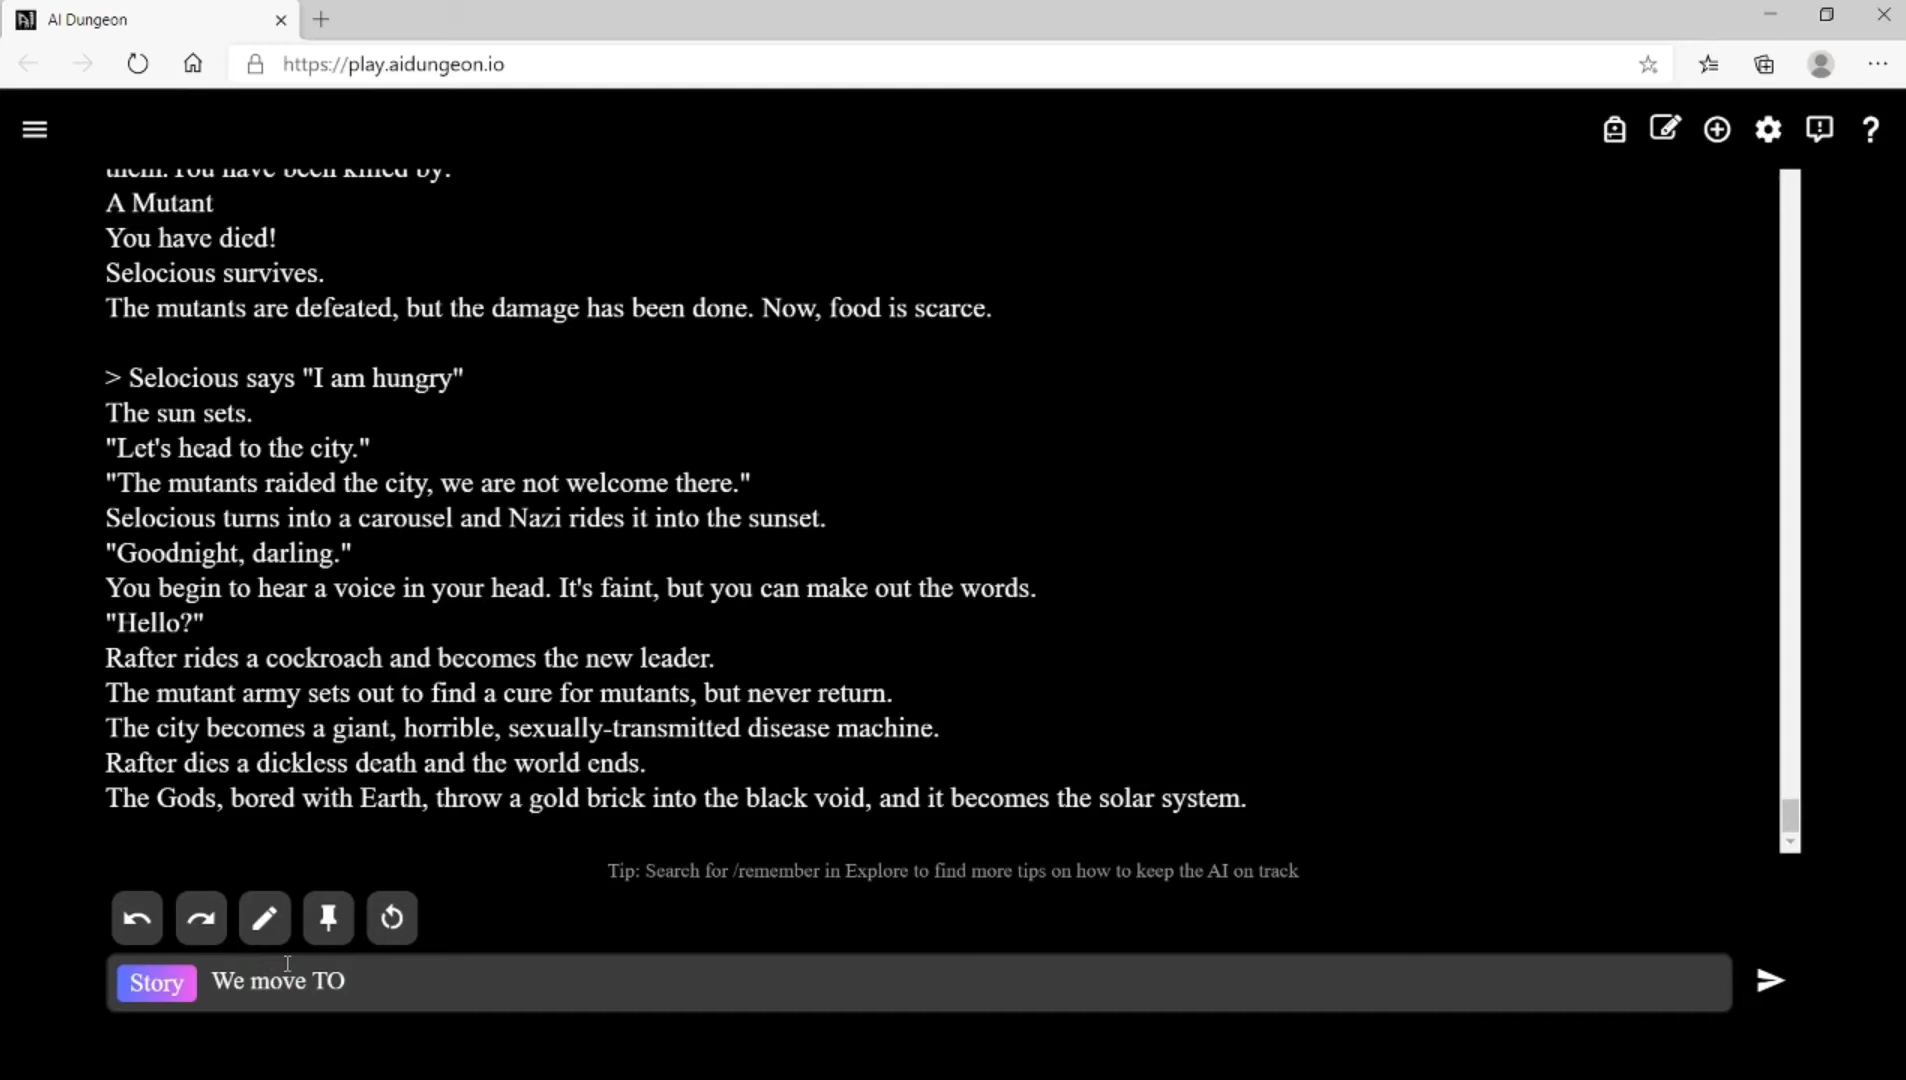 AI Dungeon
https://play.aidungeon.io
them. You have been killed by:
A Mutant
You have died!
Selocious survives.
The mutants are defeated, but the damage has been done. Now, food is scarce.
> Selocious says "I am hungry"
The sun sets.
"Let's head to the city."
"The mutants raided the city, we are not welcome there."
Selocious turns into a carousel and Nazi rides it into the sunset.
"Goodnight, darling."
You begin to hear a voice in your head. It's faint, but you can make out the words.
"Hello?"
Rafter rides a cockroach and becomes the new leader.
The mutant army sets out to find a cure for mutants, but never return.
The city becomes a giant, horrible, sexually-transmitted disease machine.
Rafter dies a dickless death and the world ends.
The Gods, bored with Earth, throw a gold brick into the black void, and it becomes the solar system.
Tip: Search for /remember in Explore to find more tips on how to keep the AI on track
Story We move TO